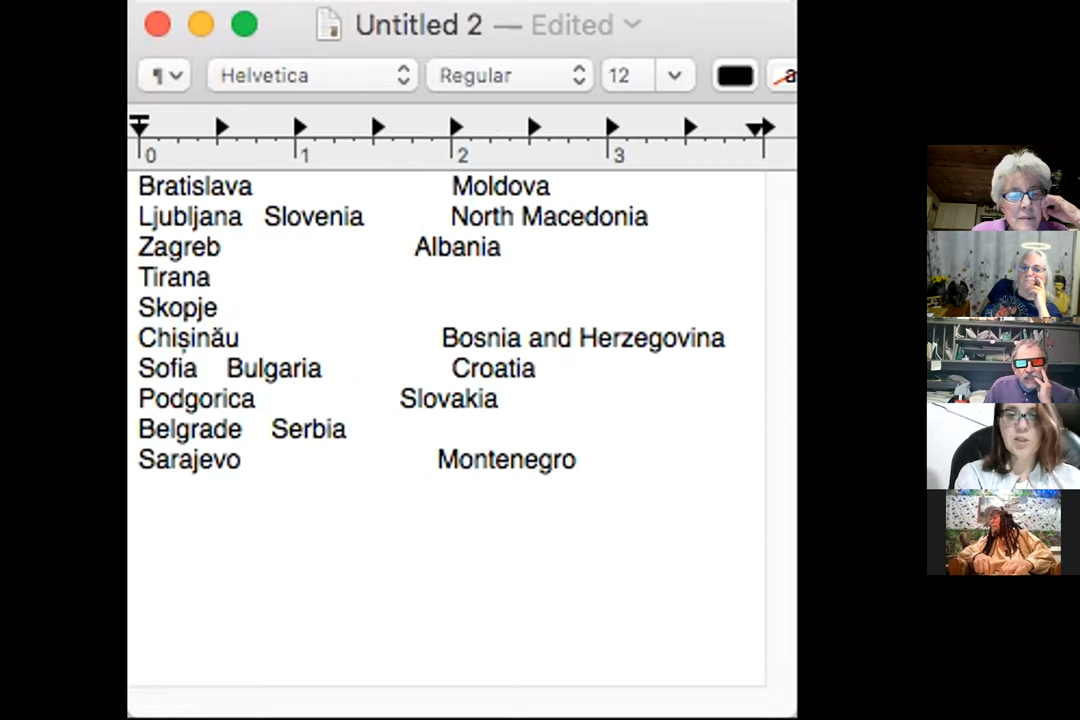 Untitled 2 — Edited
¶ Helvetica Regular 12 a
0 1 2 3
Bratislava Moldova
Ljubljana Slovenia North Macedonia
Zagreb Albania
Tirana
Skopje
Chișinău Bosnia and Herzegovina
Sofia Bulgaria Croatia
Podgorica Slovakia
Belgrade Serbia
Sarajevo Montenegro